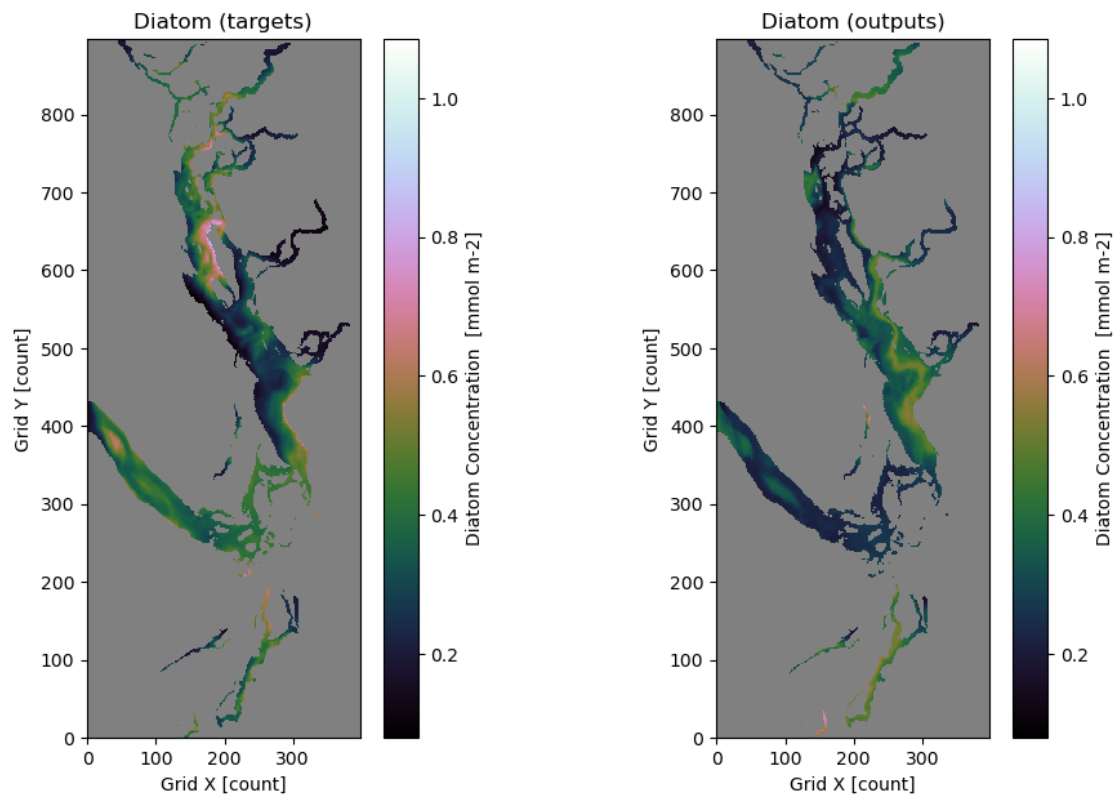 Diatom (targets)
800
700
600
500
400
300
200
100
0
0 100 200 300
Grid X [count]
Grid Y [count]
1.0
0.8
0.6
0.4
0.2
Diatom Concentration [mmol m-2]
Diatom (outputs)
800
700
600
500
400
300
200
100
0
0 100 200 300
Grid X [count]
Grid Y [count]
1.0
0.8
0.6
0.4
0.2
Diatom Concentration [mmol m-2]